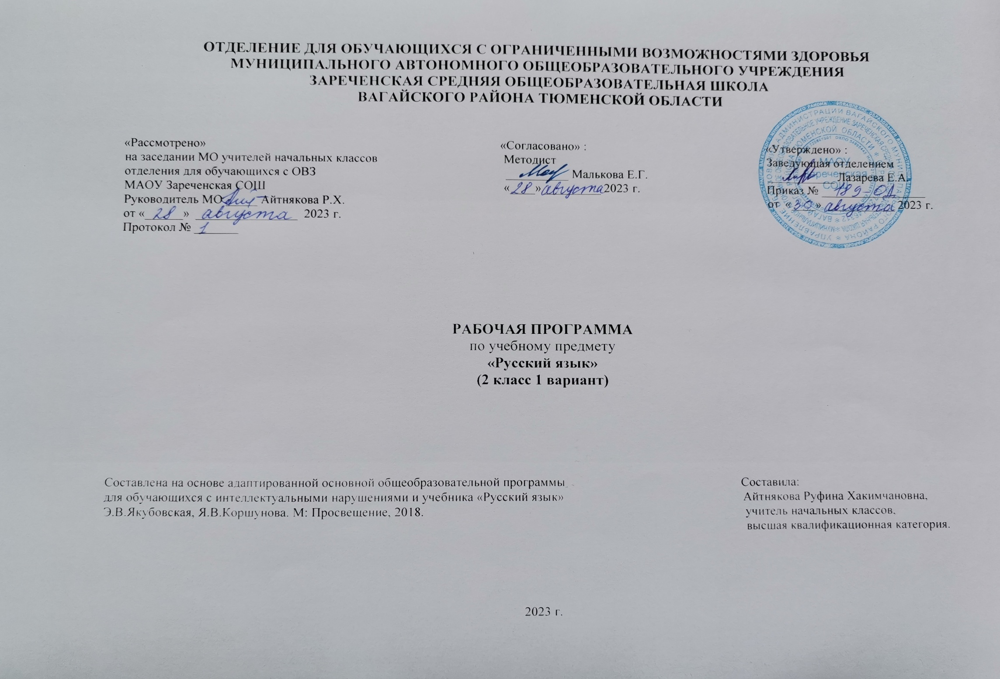 ОТДЕЛЕНИЕ ДЛЯ ОБУЧАЮЩИХСЯ С ОГРАНИЧЕННЫМИ ВОЗМОЖНОСТЯМИ ЗДОРОВЬЯ
МУНИЦИПАЛЬНОГО АВТОНОМНОГО ОБЩЕОБРАЗОВАТЕЛЬНОГО УЧРЕЖДЕНИЯ
ЗАРЕЧЕНСКАЯ СРЕДНЯЯ ОБЩЕОБРАЗОВАТЕЛЬНАЯ ШКОЛА
ВАГАЙСКОГО РАЙОНА ТЮМЕНСКОЙ ОБЛАСТИ
«Рассмотрено»
на заседании МО учителей начальных классов
отделения для обучающихся с ОВЗ
МАОУ Зареченская СОШ
Руководитель МО Айтнякова Р.Х.
от « 28 » августа 2023 г.
Протокол № 1
«Согласовано» :
Методист
Малькова Е.Г.
« 28 » августа 2023 г.
«Утверждено» :
Заведующая отделением
Лазарева Е.А.
Приказ № 189-ОД
от « 30 » августа 2023 г.
МАОУ
Зареченская
СОШ
РАБОЧАЯ ПРОГРАММА
по учебному предмету
«Русский язык»
(2 класс 1 вариант)
Составлена на основе адаптированной основной общеобразовательной программы
для обучающихся с интеллектуальными нарушениями и учебника «Русский язык»
Э.В.Якубовская, Я.В.Коршунова. М: Просвещение, 2018.
Составила:
Айтнякова Руфина Хакимчановна,
учитель начальных классов,
высшая квалификационная категория.
2023 г.